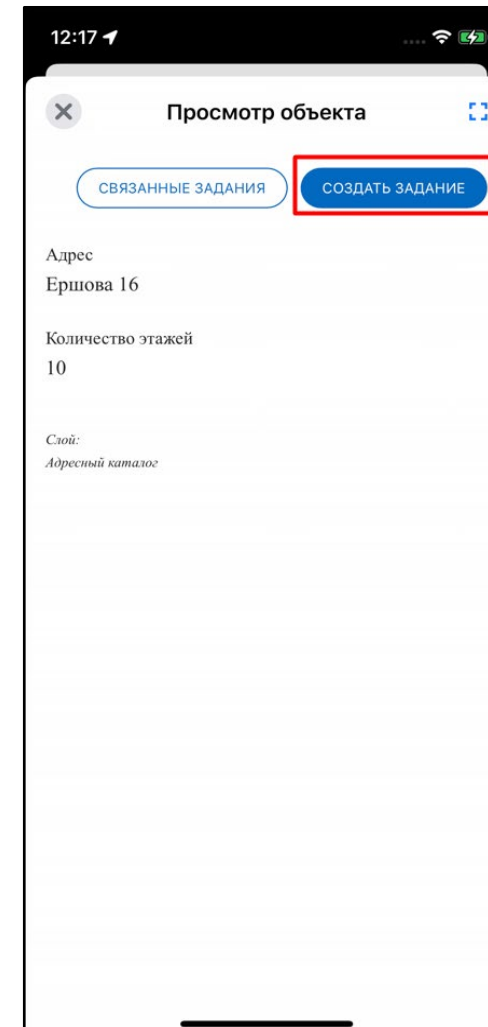 12:17
Просмотр объекта
СВЯЗАННЫЕ ЗАДАНИЯ СОЗДАТЬ ЗАДАНИЕ
Адрес
Ершова 16
Количество этажей
10
Слой:
Адресный каталог